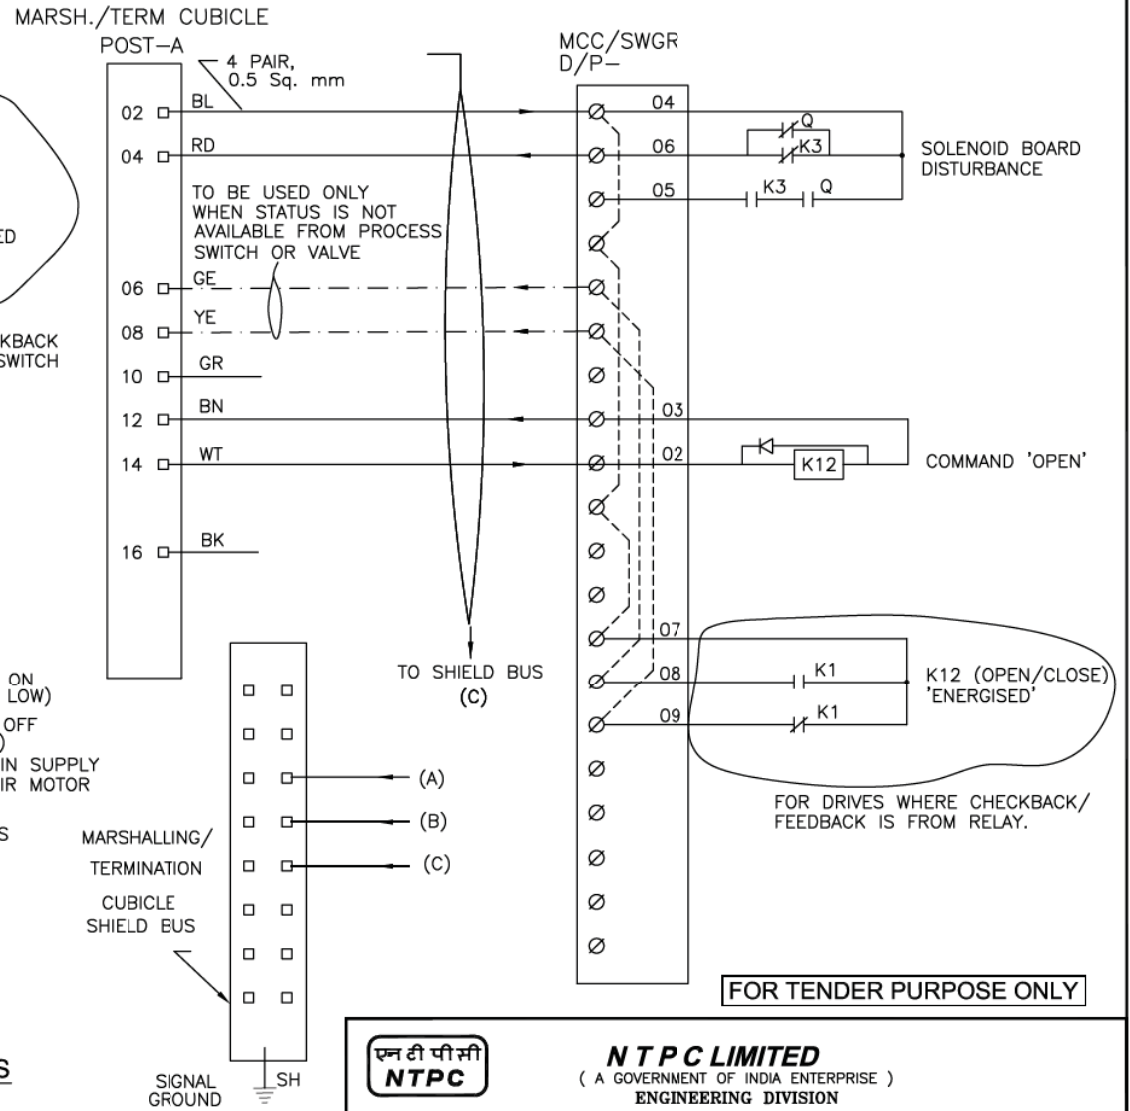 MARSH./TERM CUBICLE
POST-A
4 PAIR,
0.5 Sq. mm
MCC/SWGR
D/P-
02
BL
04
RD
04
06
05
Q
K3
K3
Q
SOLENOID BOARD
DISTURBANCE
TO BE USED ONLY
WHEN STATUS IS NOT
AVAILABLE FROM PROCESS
SWITCH OR VALVE
ED
06
GE
08
YE
KBACK
SWITCH
10
GR
12
BN
03
14
WT
02
K12
COMMAND 'OPEN'
16
BK
TO SHIELD BUS
(C)
07
08
09
K1
K1
K12 (OPEN/CLOSE)
'ENERGISED'
FOR DRIVES WHERE CHECKBACK/
FEEDBACK IS FROM RELAY.
ON
LOW)
OFF
)
IN SUPPLY
IR MOTOR
S
(A)
(B)
(C)
MARSHALLING/
TERMINATION
CUBICLE
SHIELD BUS
S
SIGNAL
GROUND
SH
FOR TENDER PURPOSE ONLY
एन टी पी सी
NTPC
N T P C LIMITED
( A GOVERNMENT OF INDIA ENTERPRISE )
ENGINEERING DIVISION